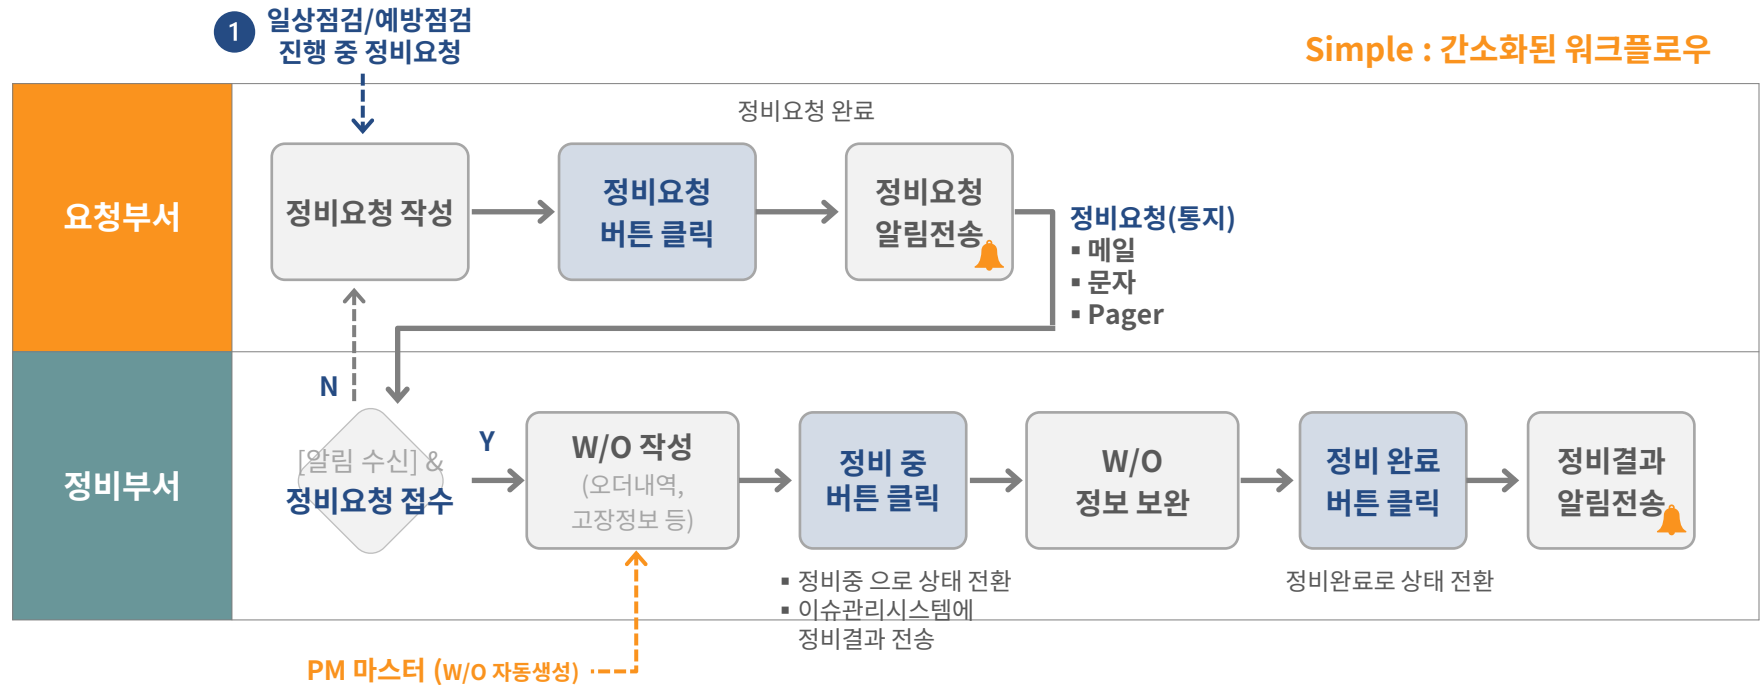 1
일상점검/예방점검
진행 중 정비요청
Simple : 간소화된 워크플로우
요청부서
정비요청 완료
정비요청 작성
정비요청
버튼 클릭
정비요청
알림전송
정비요청(통지)
▪ 메일
▪ 문자
▪ Pager
정비부서
N
[알림 수신] &
정비요청 접수
Y
W/O 작성
(오더내역,
고장정보 등)
정비 중
버튼 클릭
W/O
정보 보완
정비 완료
버튼 클릭
정비결과
알림전송
▪ 정비중 으로 상태 전환
▪ 이슈관리시스템에
정비결과 전송
정비완료로 상태 전환
PM 마스터 (W/O 자동생성)